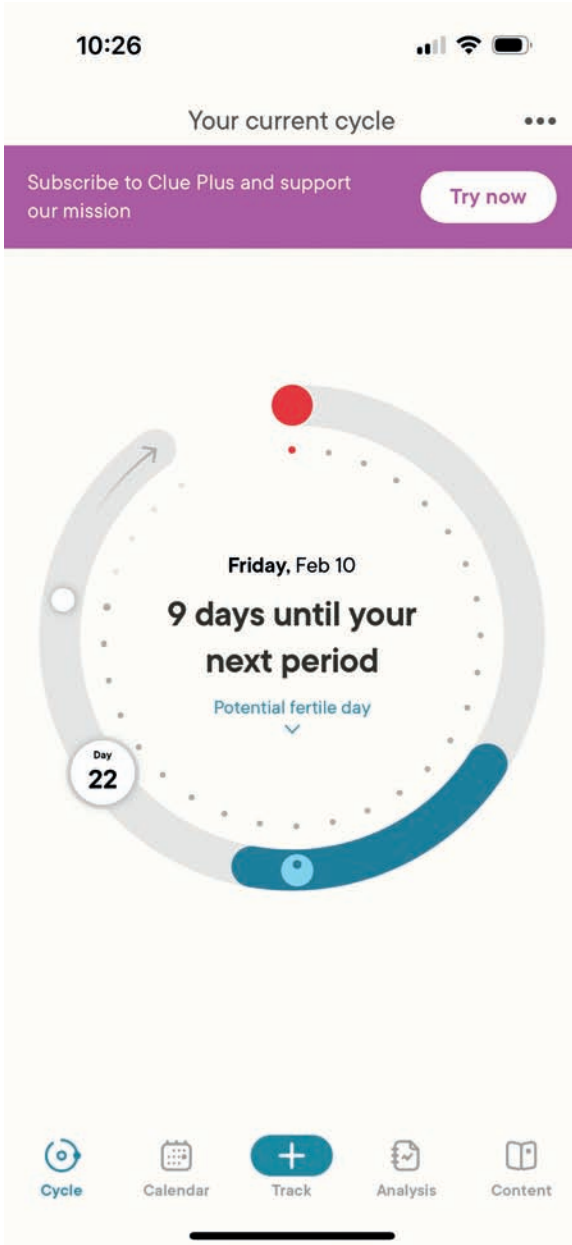 10:26
Your current cycle
Subscribe to Clue Plus and support
our mission
Try now
Friday, Feb 10
9 days until your
next period
Potential fertile day
Day
22
Cycle
Calendar
Track
Analysis
Content